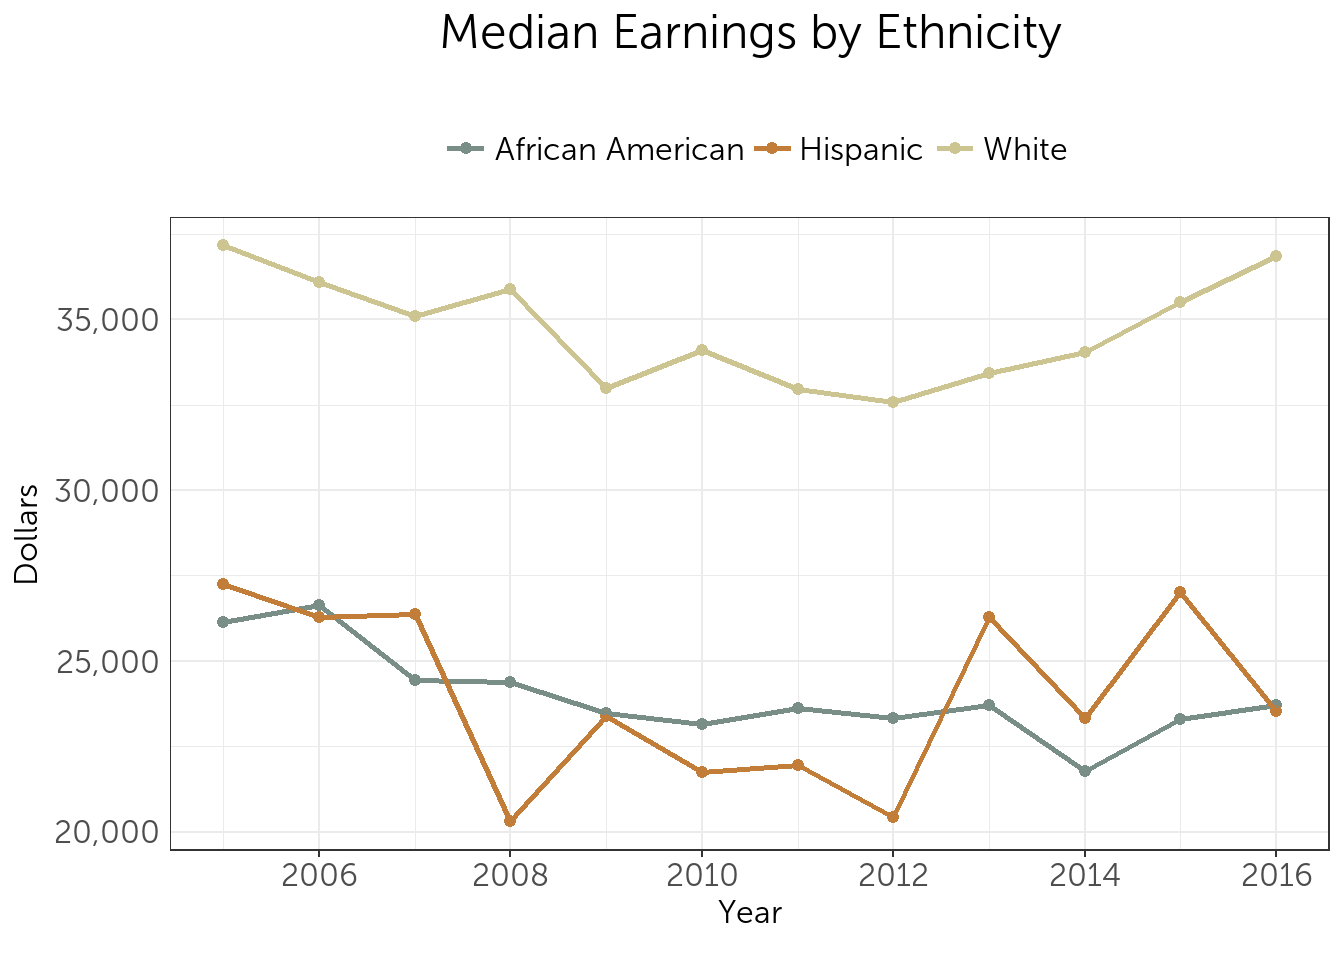 Median Earnings by Ethnicity
African American Hispanic White
35,000
30,000
25,000
20,000
Dollars
2006 2008 2010 2012 2014 2016
Year